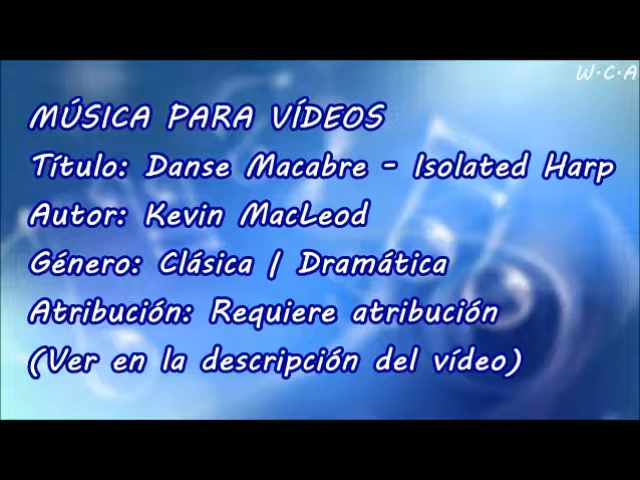 W·C·A
MÚSICA PARA VÍDEOS
Título: Danse Macabre - Isolated Harp
Autor: Kevin MacLeod
Género: Clásica / Dramática
Atribución: Requiere atribución
(Ver en la descripción del vídeo)